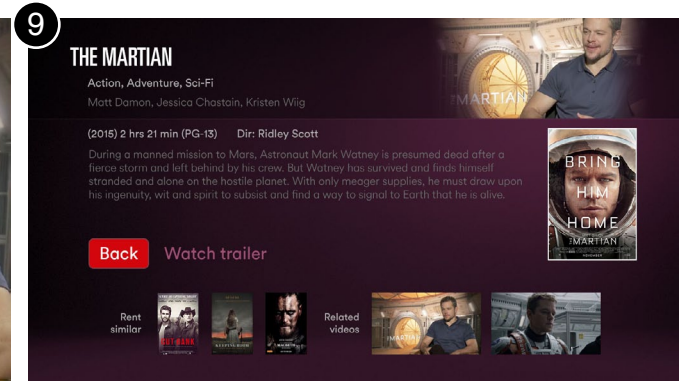 9
THE MARTIAN
Action, Adventure, Sci-Fi
Matt Damon, Jessica Chastain, Kristen Wiig
MARTIAN
(2015) 2 hrs 21 min (PG-13) Dir: Ridley Scott
During a manned mission to Mars, Astronaut Mark Watney is presumed dead after a
fierce storm and left behind by his crew. But Watney has survived and finds himself
stranded and alone on the hostile planet. With only meager supplies, he must draw upon
his ingenuity, wit and spirit to subsist and find a way to signal to Earth that he is alive.
BRING
HIM
HOME
THE MARTIAN
NOVEMBER
Back Watch trailer
Rent
similar
Related
videos